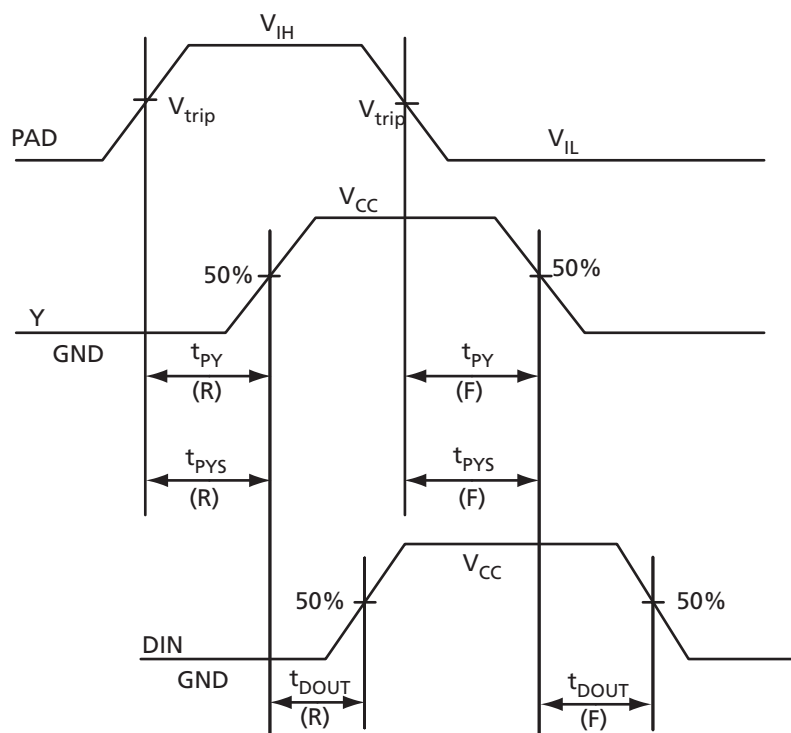 V_IH
V_trip
V_trip
PAD
V_IL
V_CC
50%
50%
Y
GND
t_PY
(R)
t_PY
(F)
t_PYS
(R)
t_PYS
(F)
V_CC
50%
50%
DIN
GND
t_DOUT
(R)
t_DOUT
(F)